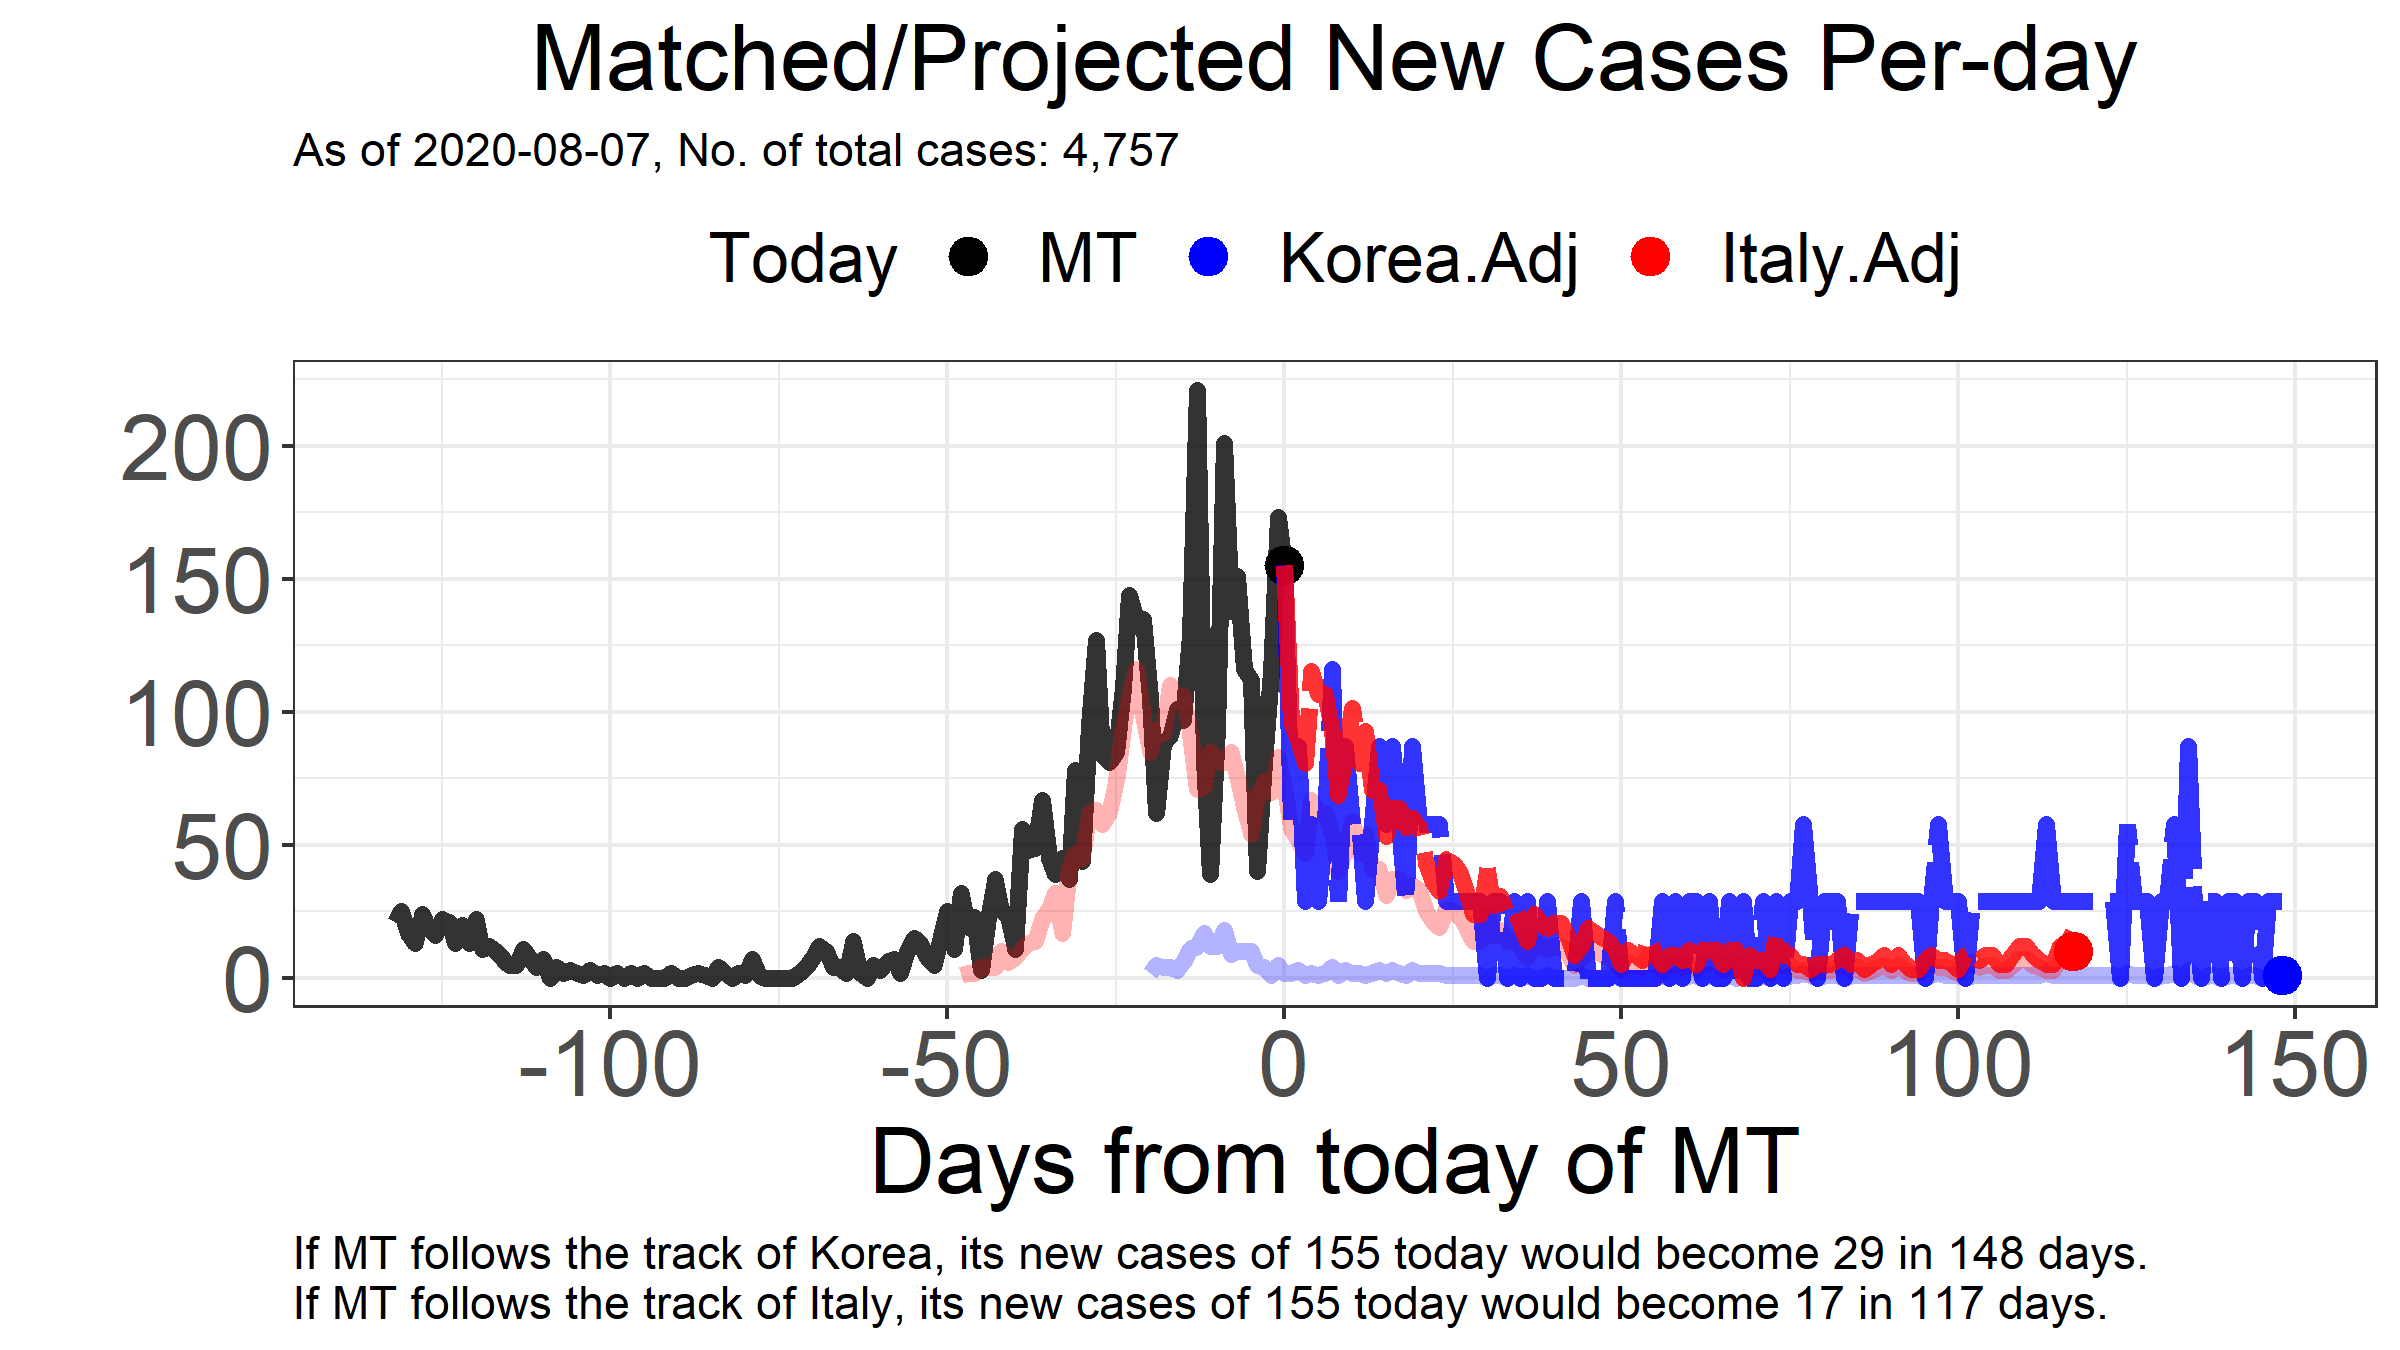 Matched/Projected New Cases Per-day
As of 2020-08-07, No. of total cases: 4,757
Today MT Korea.Adj Italy.Adj
200
150
100
50
0
-100 -50 0 50 100 150
Days from today of MT
If MT follows the track of Korea, its new cases of 155 today would become 29 in 148 days.
If MT follows the track of Italy, its new cases of 155 today would become 17 in 117 days.